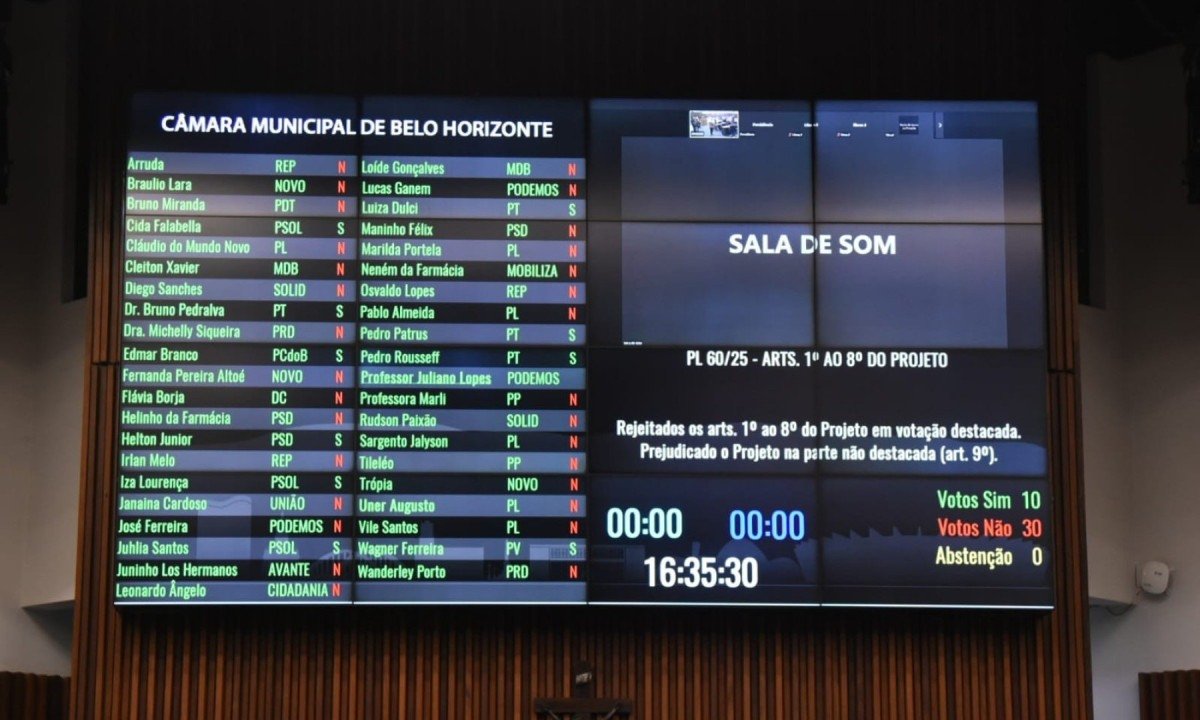 CÂMARA MUNICIPAL DE BELO HORIZONTE
Arruda REP N
Braulio Lara NOVO N
Bruno Miranda PDT N
Cida Falabella PSOL S
Cláudio do Mundo Novo PL N
Cleiton Xavier MDB N
Diego Sanches SOLID N
Dr. Bruno Pedralva PT S
Dra. Michelly Siqueira PRD N
Edmar Branco PCdoB S
Fernanda Pereira Altoé NOVO N
Flávia Borja DC N
Helinho da Farmácia PSD N
Helton Junior PSD S
Irlan Melo REP N
Iza Lourença PSOL S
Janaina Cardoso UNIÃO N
José Ferreira PODEMOS N
Juhlia Santos PSOL S
Juninho Los Hermanos AVANTE N
Leonardo Ângelo CIDADANIA N
Loíde Gonçalves MDB N
Lucas Ganem PODEMOS N
Luiza Dulci PT S
Maninho Félix PSD N
Marilda Portela PL N
Neném da Farmácia MOBILIZA N
Osvaldo Lopes REP N
Pablo Almeida PL N
Pedro Patrus PT S
Pedro Rousseff PT S
Professor Juliano Lopes PODEMOS
Professora Marli PP N
Rudson Paixão SOLID N
Sargento Jalyson PL N
Tileléo PP N
Trópia NOVO N
Uner Augusto PL N
Vile Santos PL N
Wagner Ferreira PV S
Wanderley Porto PRD N
SALA DE SOM
PL 60/25 - ARTS. 1º AO 8º DO PROJETO
Rejeitados os arts. 1º ao 8º do Projeto em votação destacada.
Prejudicado o Projeto na parte não destacada (art. 9º).
00:00 00:00
16:35:30
Votos Sim 10
Votos Não 30
Abstenção 0